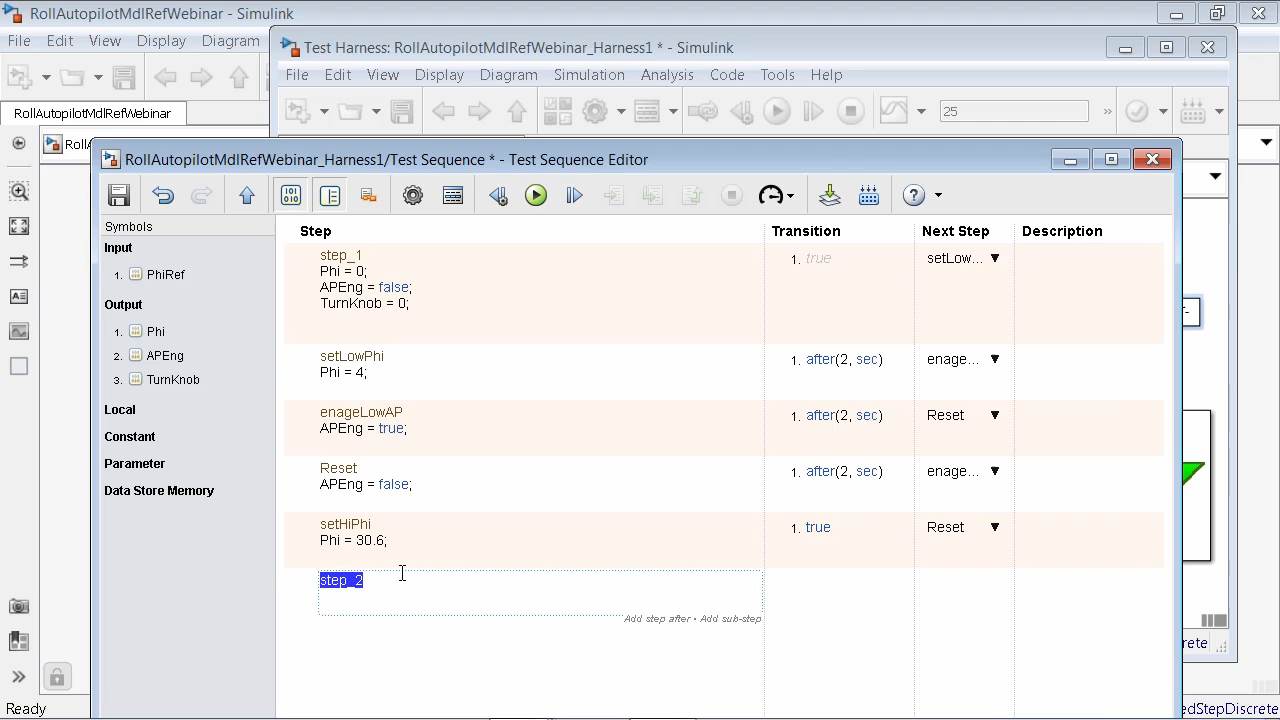 RollAutopilotMdlRefWebinar - Simulink
File Edit View Display Diagram
Test Harness: RollAutopilotMdlRefWebinar_Harness1 * - Simulink
File Edit View Display Diagram Simulation Analysis Code Tools Help
25
»
RollAutopilotMdlRefWebinar
RollA
RollAutopilotMdlRefWebinar_Harness1/Test Sequence * - Test Sequence Editor
Symbols
Input
1. PhiRef
Output
1. Phi
2. APEng
3. TurnKnob
Local
Constant
Parameter
Data Store Memory
Step Transition Next Step Description
step_1
Phi = 0;
APEng = false;
TurnKnob = 0;
1. true setLow...
setLowPhi
Phi = 4;
1. after(2, sec) enage...
enageLowAP
APEng = true;
1. after(2, sec) Reset
Reset
APEng = false;
1. after(2, sec) enage...
setHiPhi
Phi = 30.6;
1. true Reset
step_2
Add step after • Add sub-step
rete
Ready
edStepDiscrete